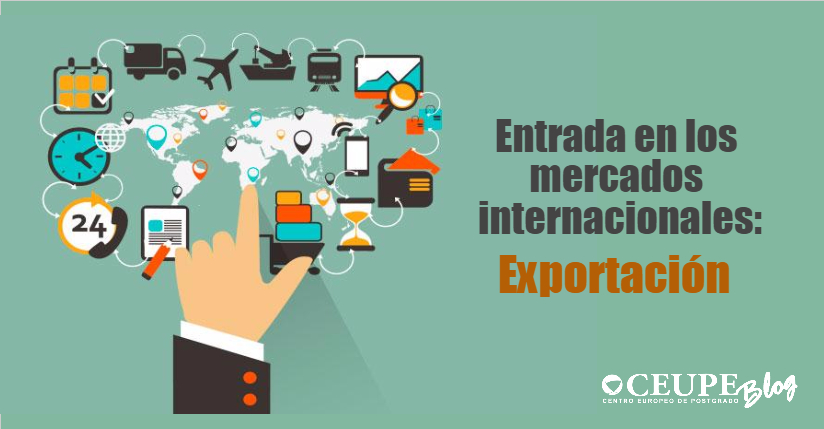 24
Entrada en los
mercados
internacionales:
Exportación
CEUPE Blog
CENTRO EUROPEO DE POSTGRADO